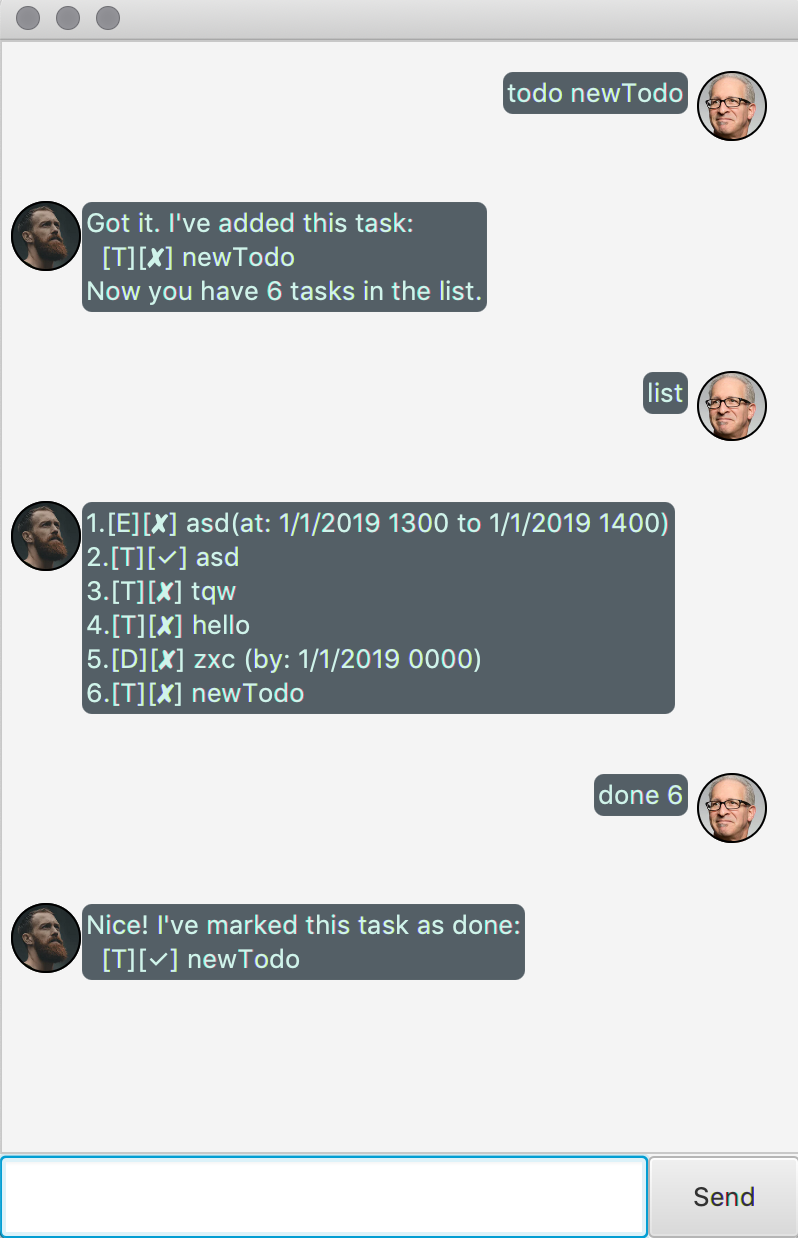 todo newTodo
Got it. I've added this task:
[T][✘] newTodo
Now you have 6 tasks in the list.
list
1.[E][✘] asd(at: 1/1/2019 1300 to 1/1/2019 1400)
2.[T][✓] asd
3.[T][✘] tqw
4.[T][✘] hello
5.[D][✘] zxc (by: 1/1/2019 0000)
6.[T][✘] newTodo
done 6
Nice! I've marked this task as done:
[T][✓] newTodo
Send